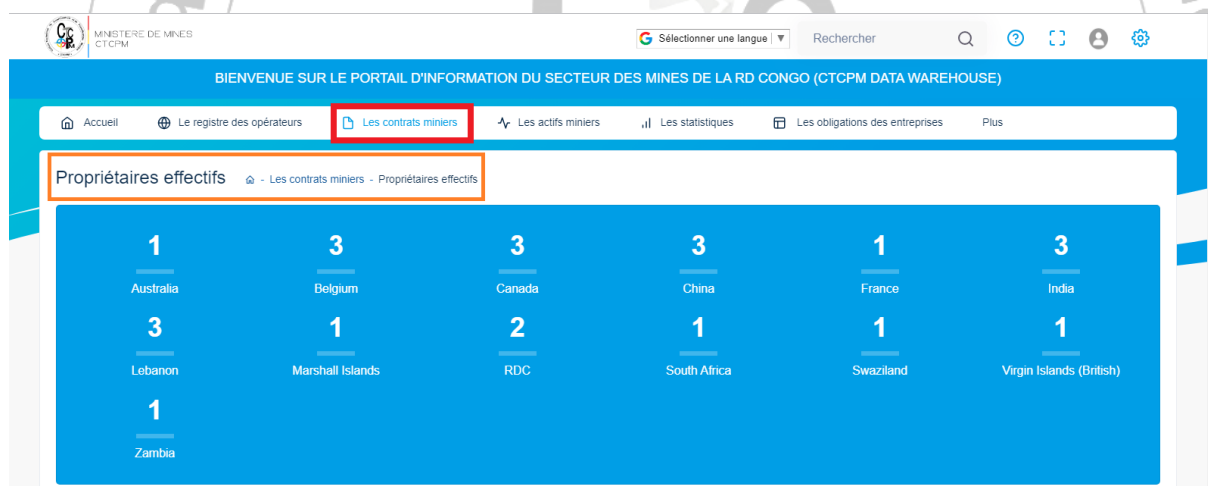 MINISTERE DE MINES
CTCPM
Sélectionner une langue ▼
Rechercher
BIENVENUE SUR LE PORTAIL D'INFORMATION DU SECTEUR DES MINES DE LA RD CONGO (CTCPM DATA WAREHOUSE)
Accueil Le registre des opérateurs Les contrats miniers Les actifs miniers Les statistiques Les obligations des entreprises Plus
Propriétaires effectifs - Les contrats miniers - Propriétaires effectifs
1 3 3 3 1 3
Australia Belgium Canada China France India
3 1 2 1 1 1
Lebanon Marshall Islands RDC South Africa Swaziland Virgin Islands (British)
1
Zambia